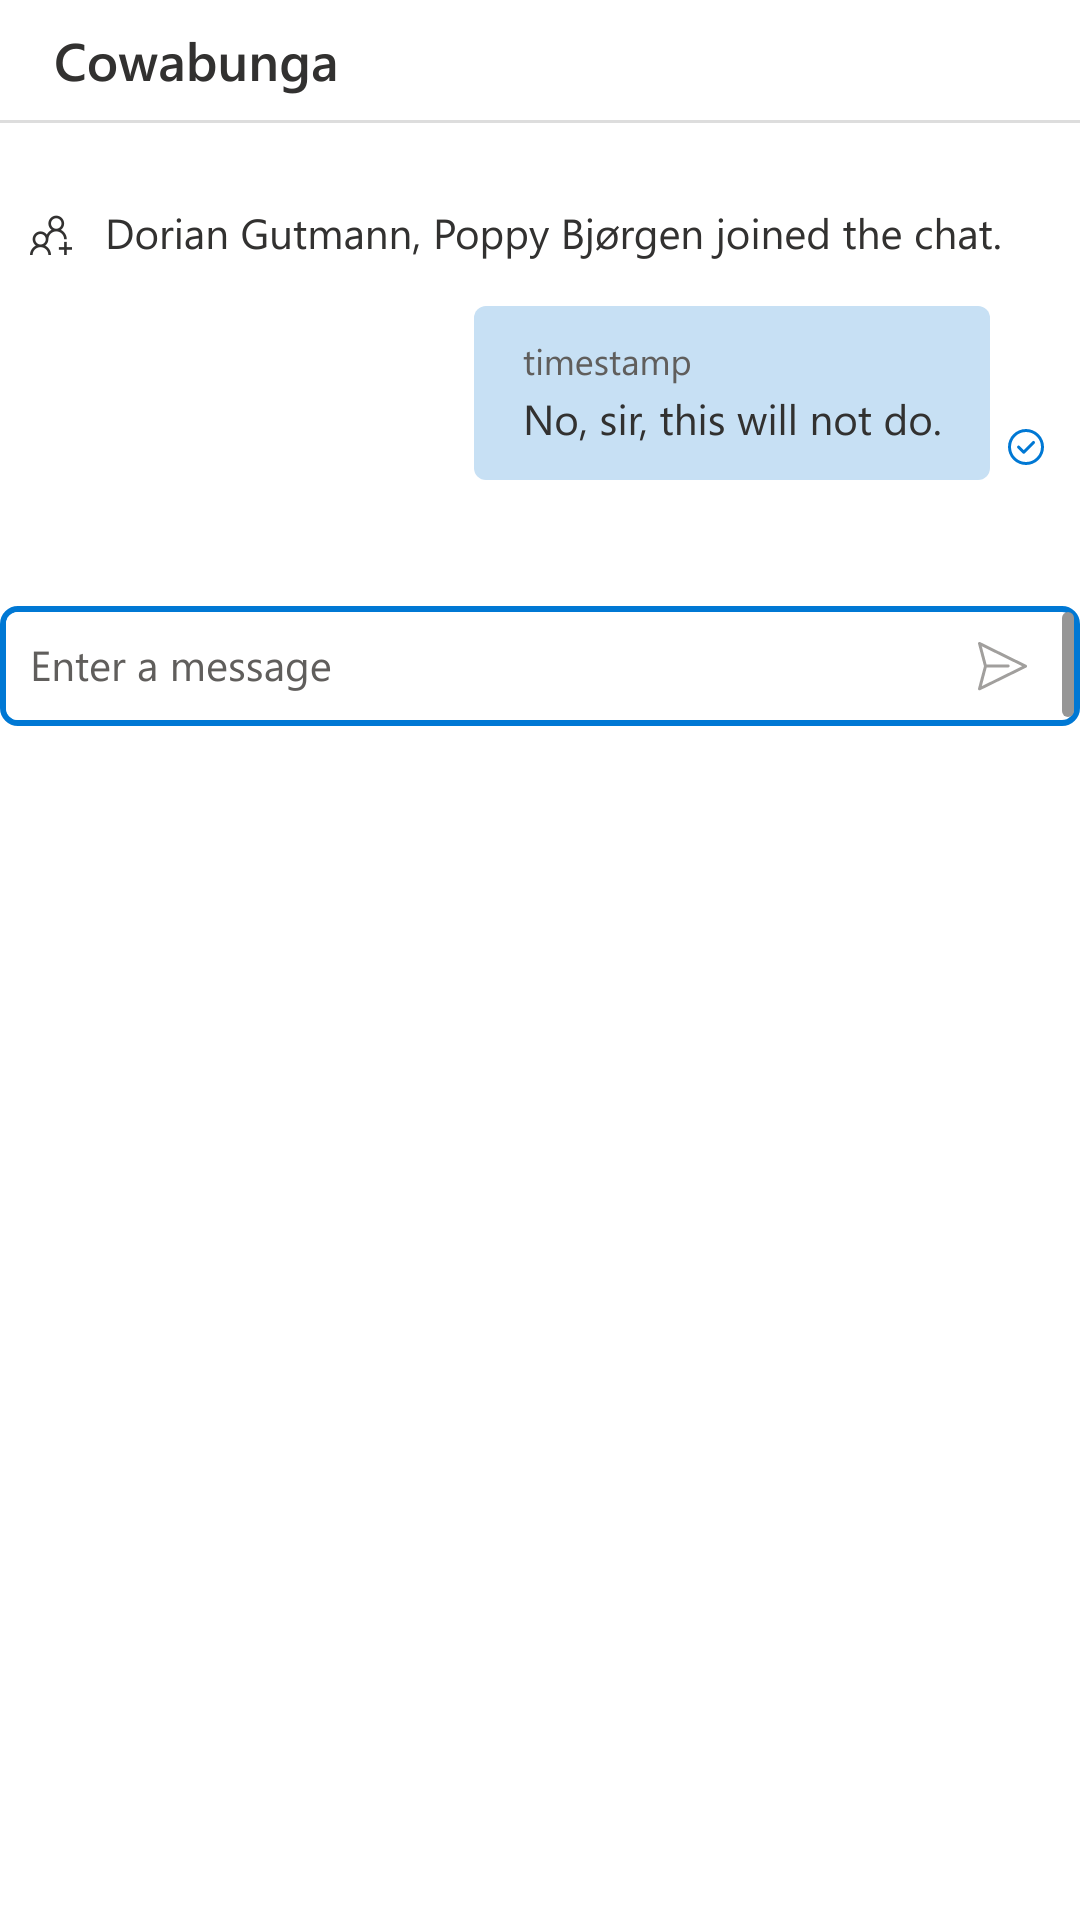 Cowabunga
Dorian Gutmann, Poppy Bjørgen joined the chat.
timestamp
No, sir, this will not do.
Enter a message